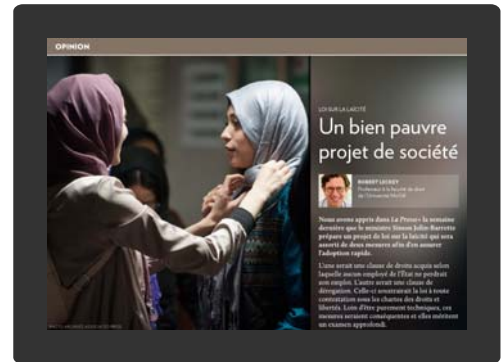 OPINION
LOI SUR LA LAÏCITÉ
Un bien pauvre
projet de société
ROBERT LECKEY
Professeur à la faculté de droit
de l'Université McGill
Nous avons appris dans La Presse+ la semaine
dernière que le ministre Simon Jolin-Barrette
prépare un projet de loi sur la laïcité qui sera
assorti de deux mesures afin d'en assurer
l'adoption rapide.
L'une serait une clause de droits acquis selon
laquelle aucun employé de l'État ne perdrait
son emploi. L'autre serait une clause de
dérogation. Celle-ci soustrairait la loi à toute
contestation sous les chartes des droits et
libertés. Loin d'être purement techniques, ces
mesures seraient conséquentes et elles méritent
un examen approfondi.